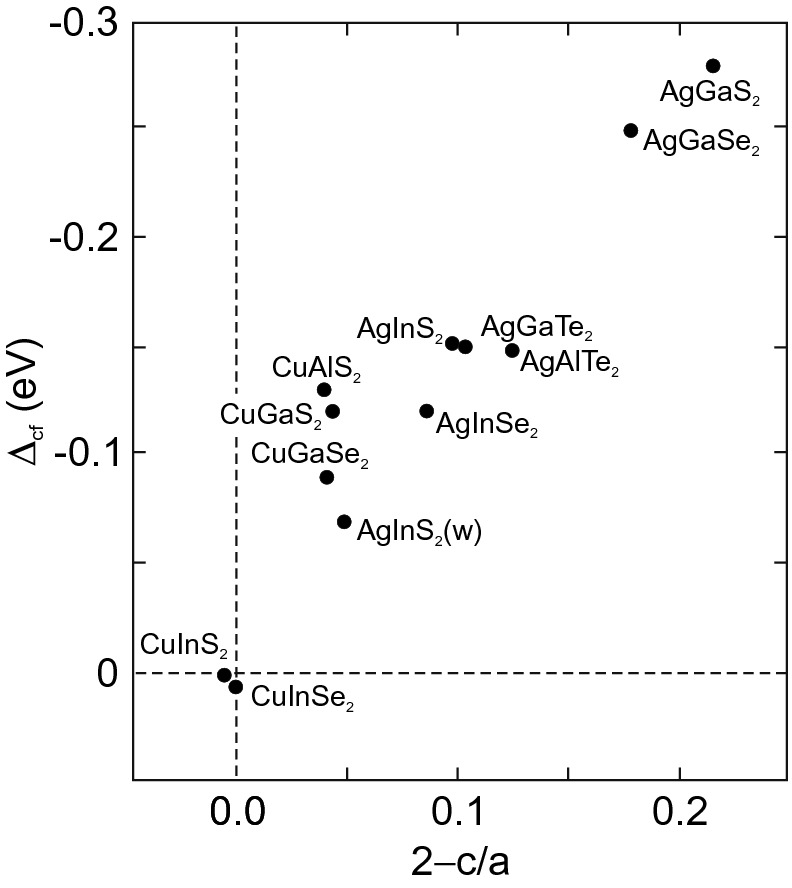 -0.3
AgGaS₂
AgGaSe₂
-0.2
AgInS₂
AgGaTe₂
AgAlTe₂
CuAlS₂
CuGaS₂
AgInSe₂
-0.1
CuGaSe₂
AgInS₂(w)
CuInS₂
0
CuInSe₂
Δcf (eV)
0.0
0.1
0.2
2–c/a